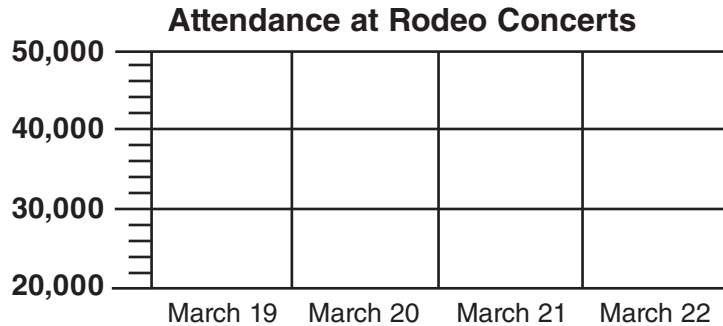 Attendance at Rodeo Concerts
50,000
40,000
30,000
20,000
March 19 March 20 March 21 March 22